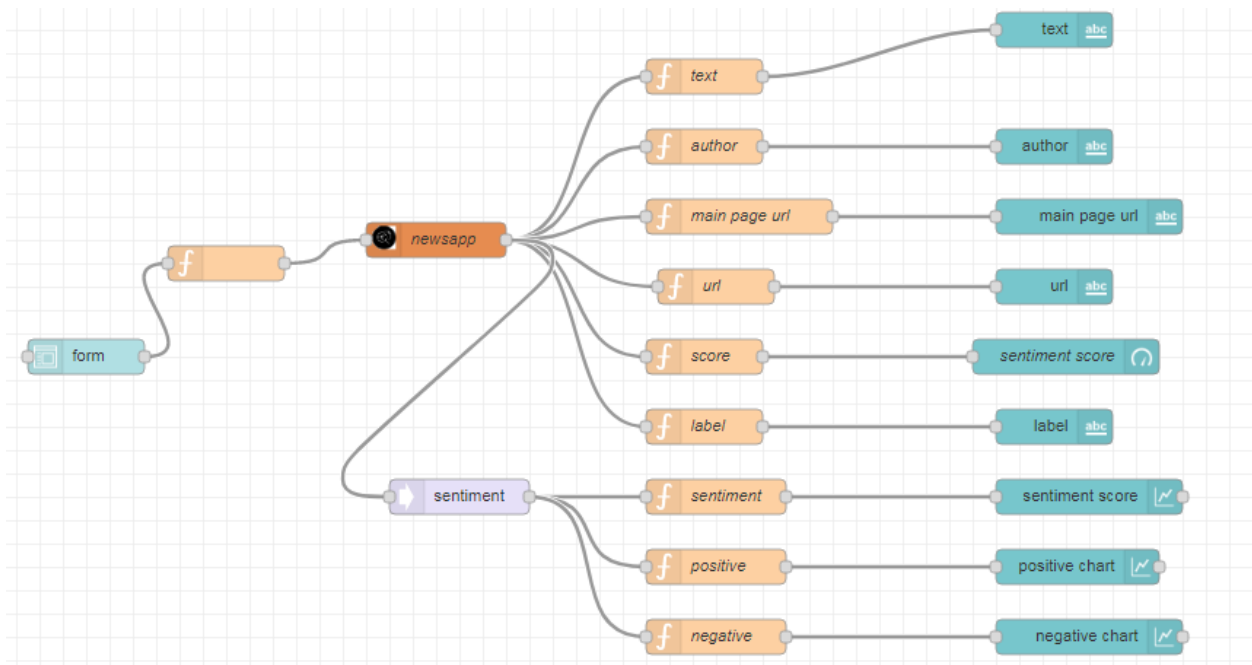 text abc
text
author
author abc
main page url
main page url abc
newsapp
url
url abc
form
score
sentiment score
label
label abc
sentiment
sentiment
sentiment score
positive
positive chart
negative
negative chart